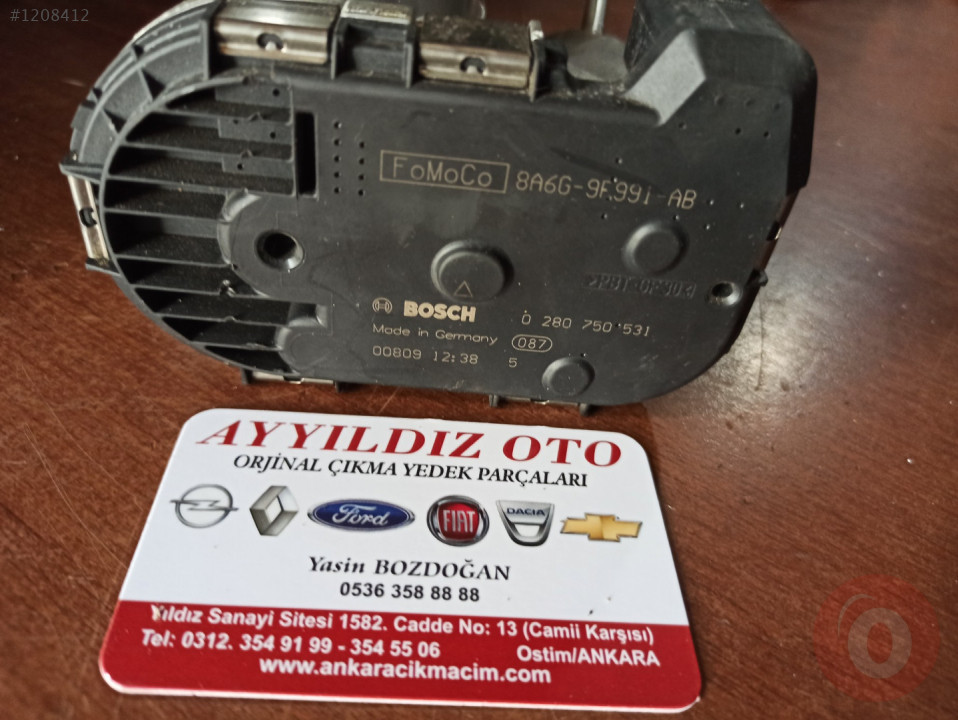 #1208412
FoMoCo 8A6G-9F991-AB
BOSCH 0 280 750 531
Made in Germany 087
00809 12:38 5
AYYILDIZ OTO
ORJİNAL ÇIKMA YEDEK PARÇALARI
Ford FIAT DACIA
Yasin BOZDOĞAN
0536 358 88 88
Yıldız Sanayi Sitesi 1582. Cadde No: 13 (Camii Karşısı)
Tel: 0312. 354 91 99 - 354 55 06 Ostim/ANKARA
www.ankaracikmacim.com